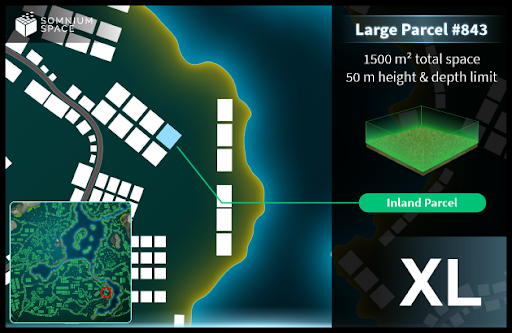 SOMNIUM
SPACE
Large Parcel #843
1500 m² total space
50 m height & depth limit
Inland Parcel
XL